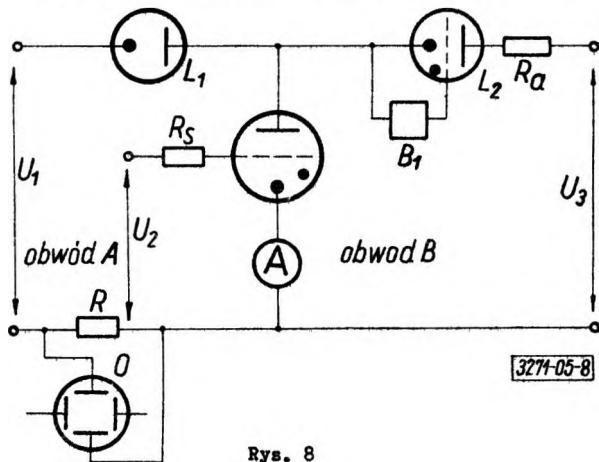 L₁
L₂
Rₐ
B₁
Rₛ
U₁
U₂
U₃
A
obwód A
obwod B
R
O
3271-05-8
Rys. 8